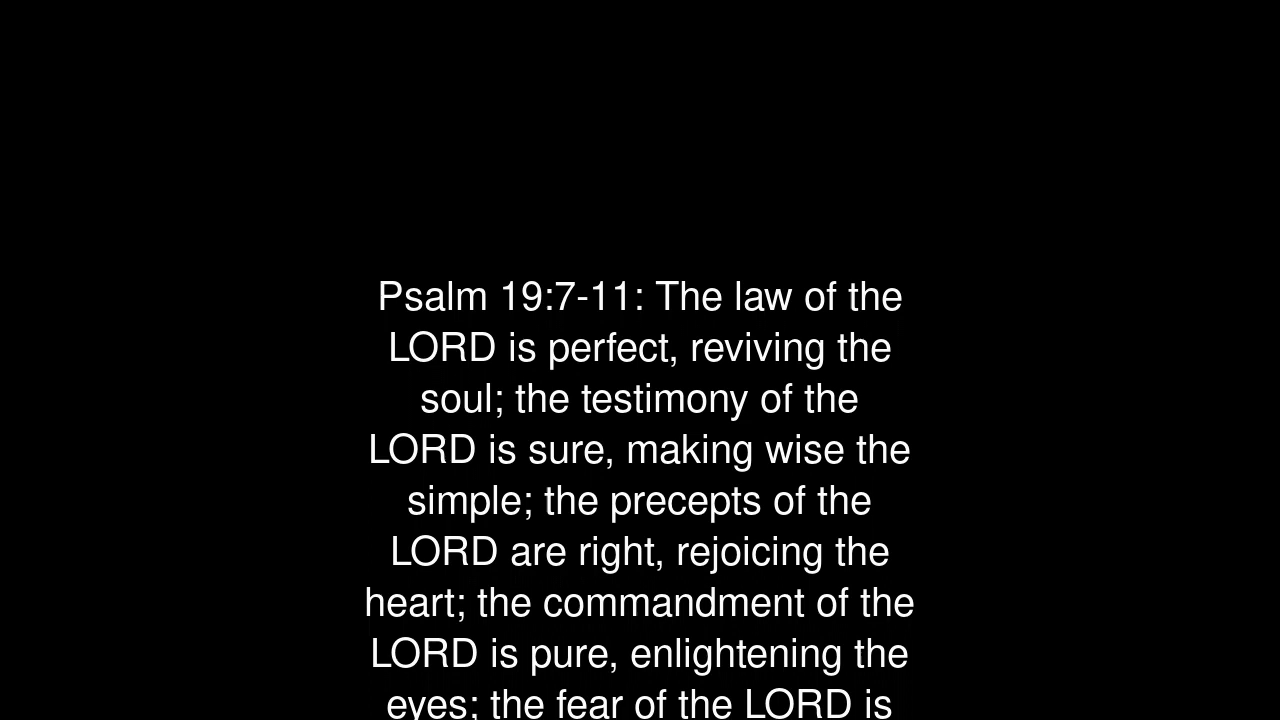 Psalm 19:7-11: The law of the
LORD is perfect, reviving the
soul; the testimony of the
LORD is sure, making wise the
simple; the precepts of the
LORD are right, rejoicing the
heart; the commandment of the
LORD is pure, enlightening the
eyes; the fear of the LORD is